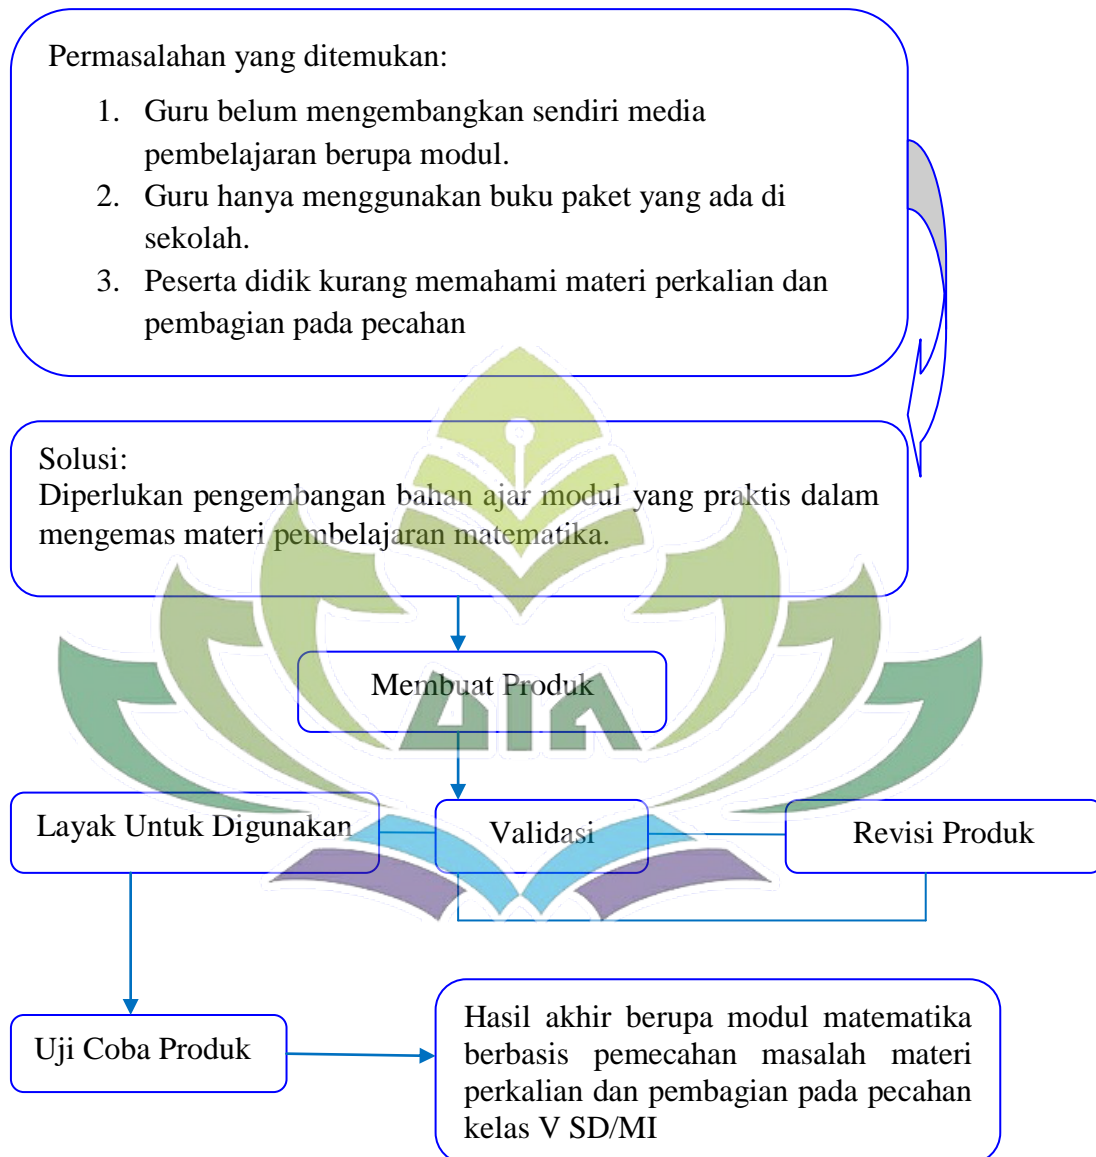 Permasalahan yang ditemukan:
1. Guru belum mengembangkan sendiri media
pembelajaran berupa modul.
2. Guru hanya menggunakan buku paket yang ada di
sekolah.
3. Peserta didik kurang memahami materi perkalian dan
pembagian pada pecahan
Solusi:
Diperlukan pengembangan bahan ajar modul yang praktis dalam
mengemas materi pembelajaran matematika.
Membuat Produk
Layak Untuk Digunakan
Validasi
Revisi Produk
Uji Coba Produk
Hasil akhir berupa modul matematika
berbasis pemecahan masalah materi
perkalian dan pembagian pada pecahan
kelas V SD/MI